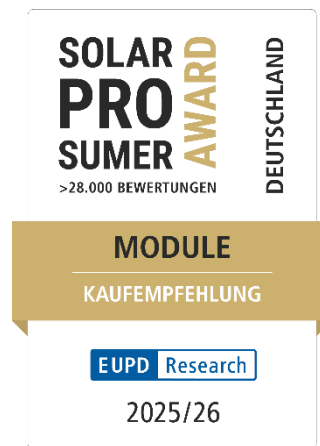 SOLAR
PRO
SUMER
AWARD
>28.000 BEWERTUNGEN
DEUTSCHLAND
MODULE
KAUFEMPFEHLUNG
EUPD Research
2025/26